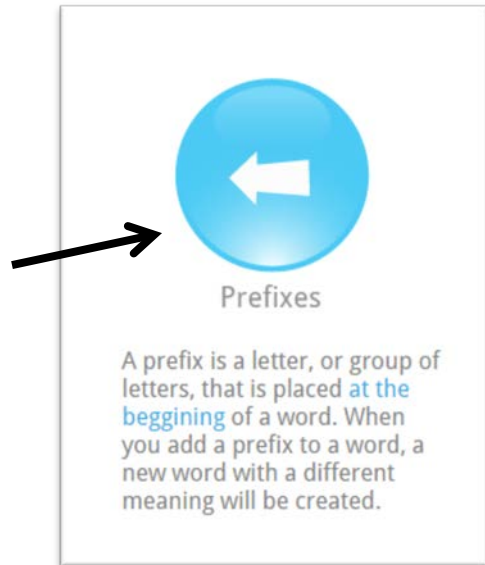 Prefixes
A prefix is a letter, or group of
letters, that is placed at the
beggining of a word. When
you add a prefix to a word, a
new word with a different
meaning will be created.